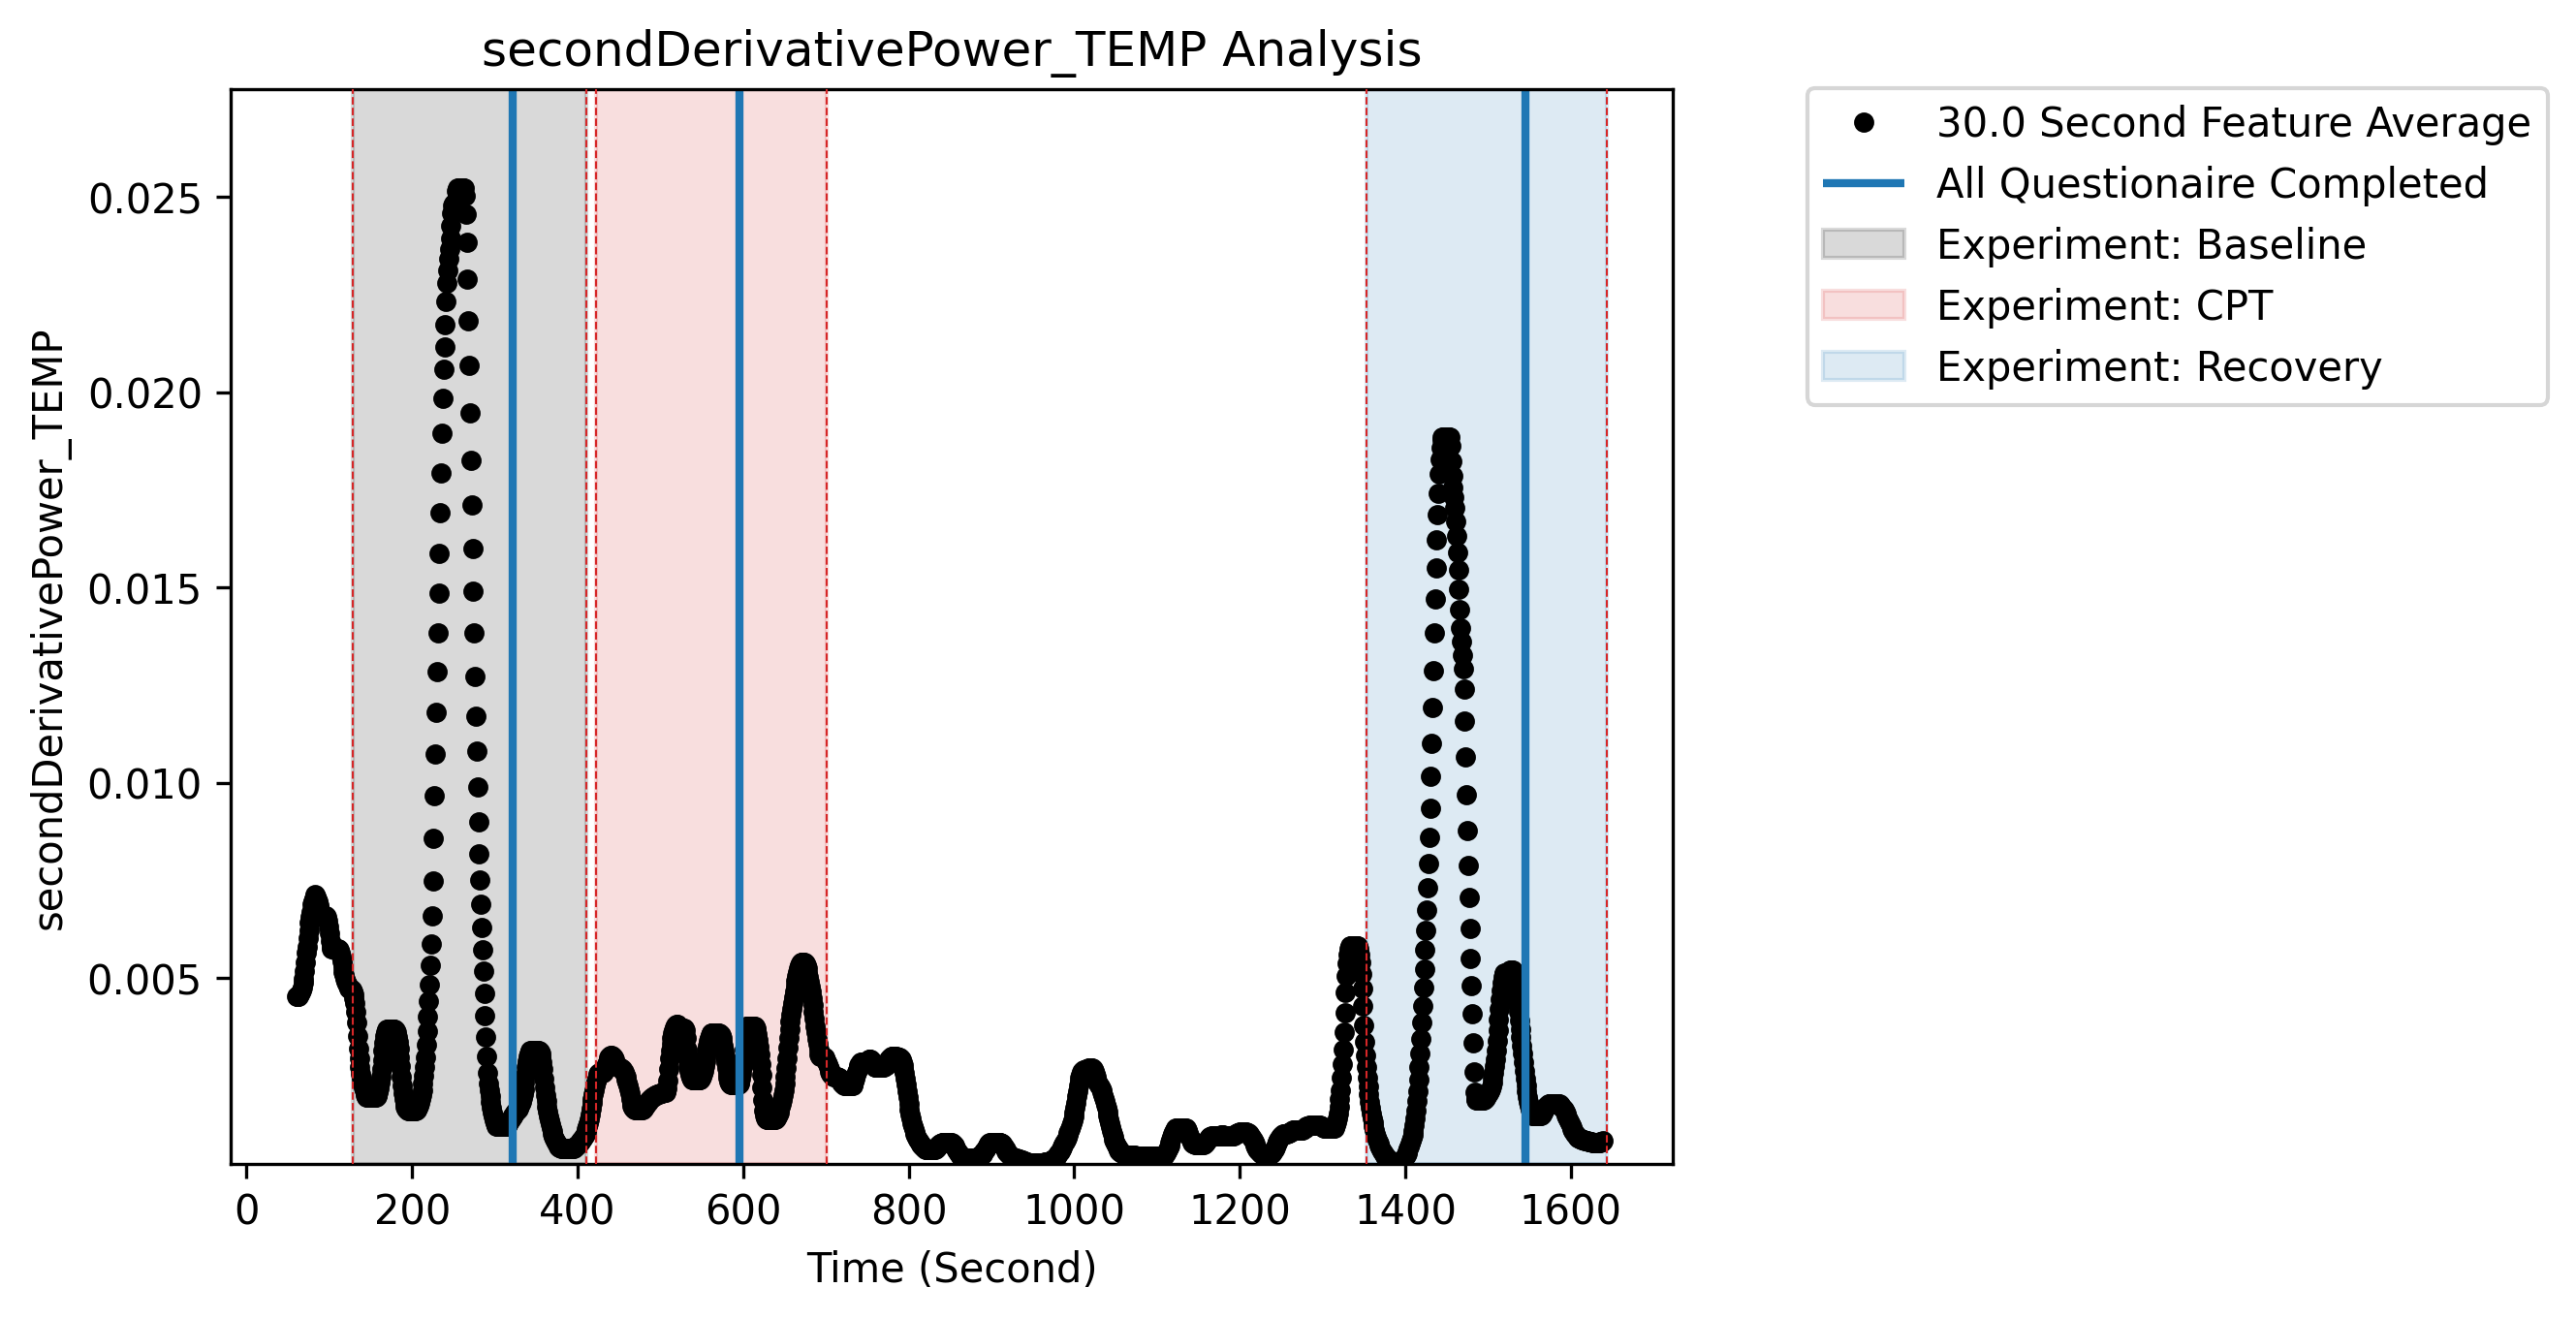 secondDerivativePower_TEMP Analysis
secondDerivativePower_TEMP
0.025
0.020
0.015
0.010
0.005
0 200 400 600 800 1000 1200 1400 1600
Time (Second)
30.0 Second Feature Average
All Questionaire Completed
Experiment: Baseline
Experiment: CPT
Experiment: Recovery